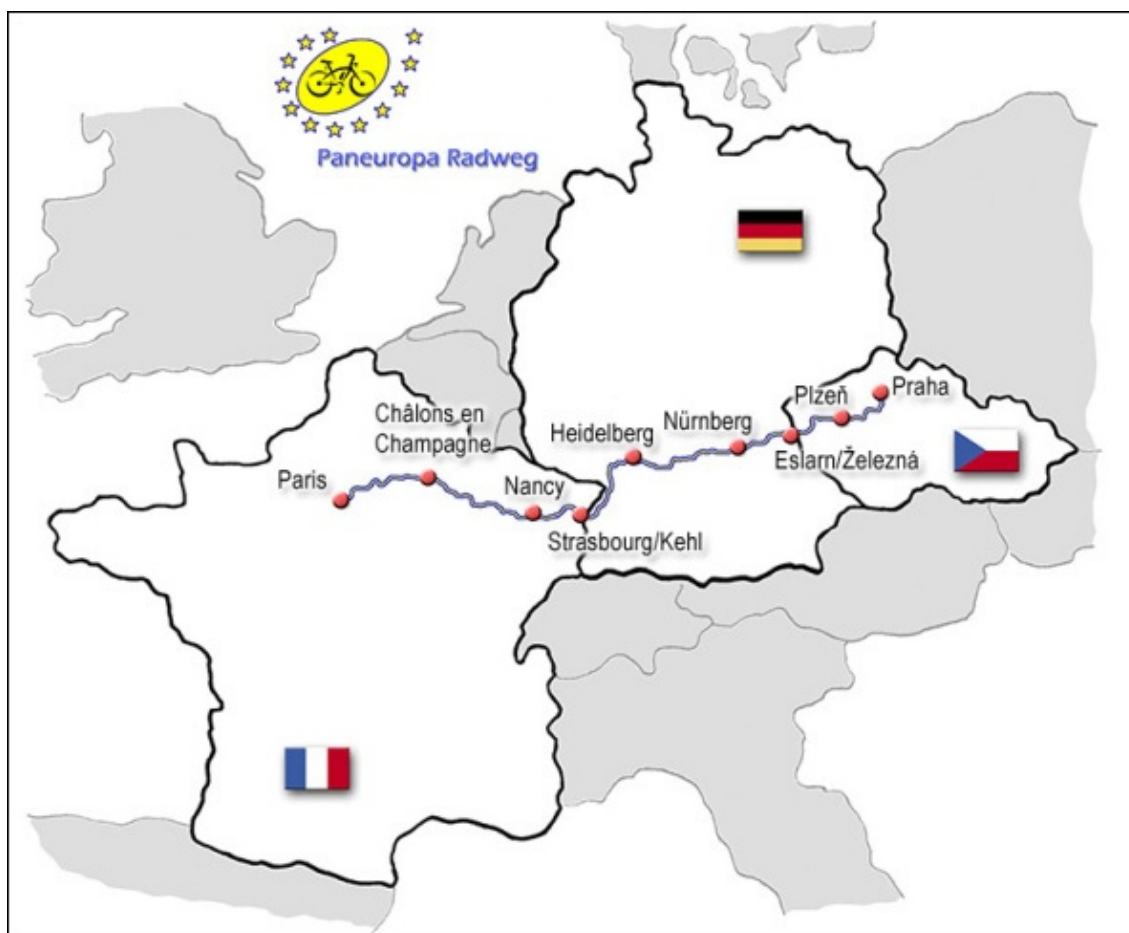 Paneuropa Radweg
Châlons en
Champagne
Paris
Nancy
Strasbourg/Kehl
Heidelberg
Nürnberg
Eslarn/Železná
Plzeň
Praha